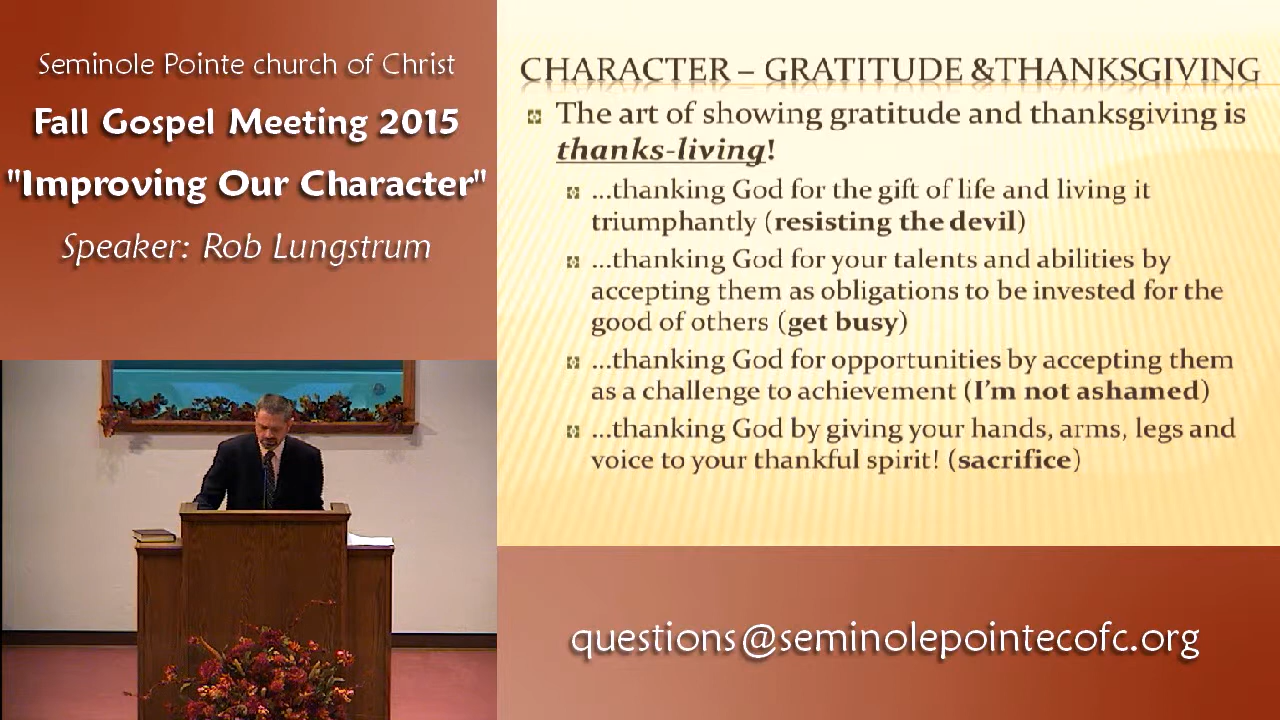 Seminole Pointe church of Christ
Fall Gospel Meeting 2015
"Improving Our Character"
Speaker: Rob Lungstrum
CHARACTER – GRATITUDE &THANKSGIVING
The art of showing gratitude and thanksgiving is
thanks-living!
...thanking God for the gift of life and living it
triumphantly (resisting the devil)
...thanking God for your talents and abilities by
accepting them as obligations to be invested for the
good of others (get busy)
...thanking God for opportunities by accepting them
as a challenge to achievement (I'm not ashamed)
...thanking God by giving your hands, arms, legs and
voice to your thankful spirit! (sacrifice)
questions@seminolepointecofc.org